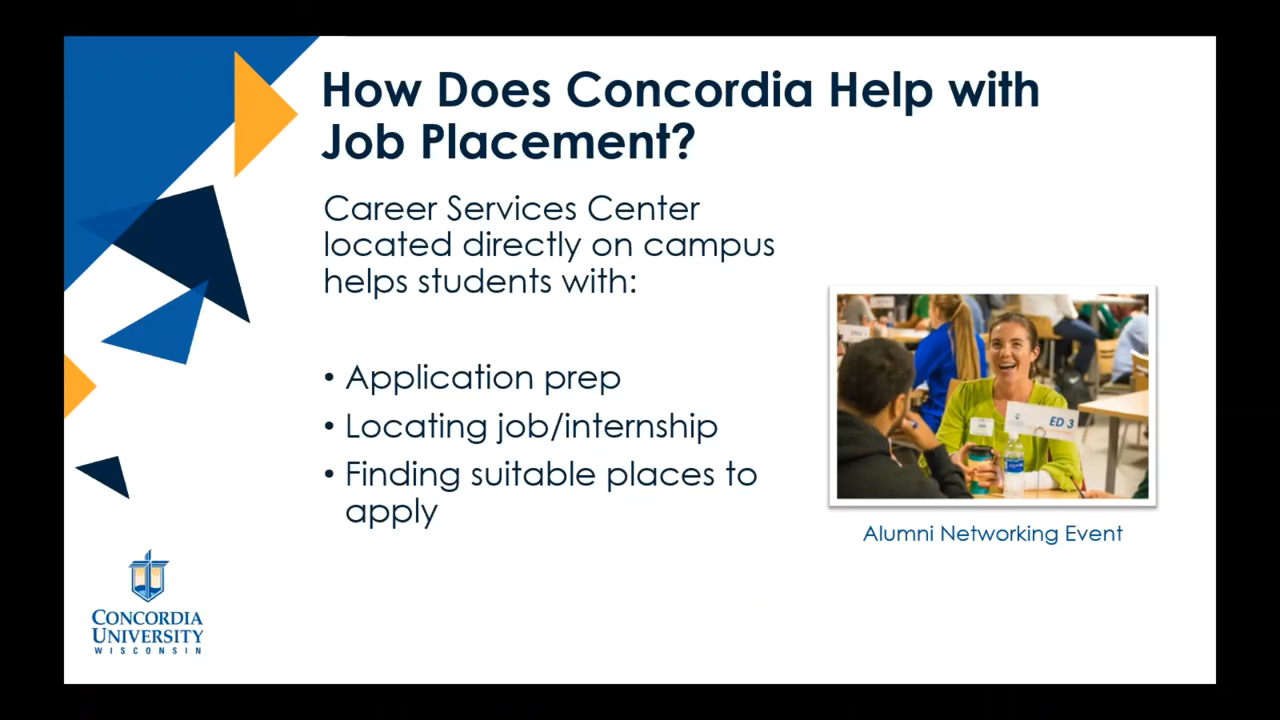 How Does Concordia Help with
Job Placement?
Career Services Center
located directly on campus
helps students with:
• Application prep
• Locating job/internship
• Finding suitable places to
apply
ED 3
Alumni Networking Event
CONCORDIA
UNIVERSITY
WISCONSIN